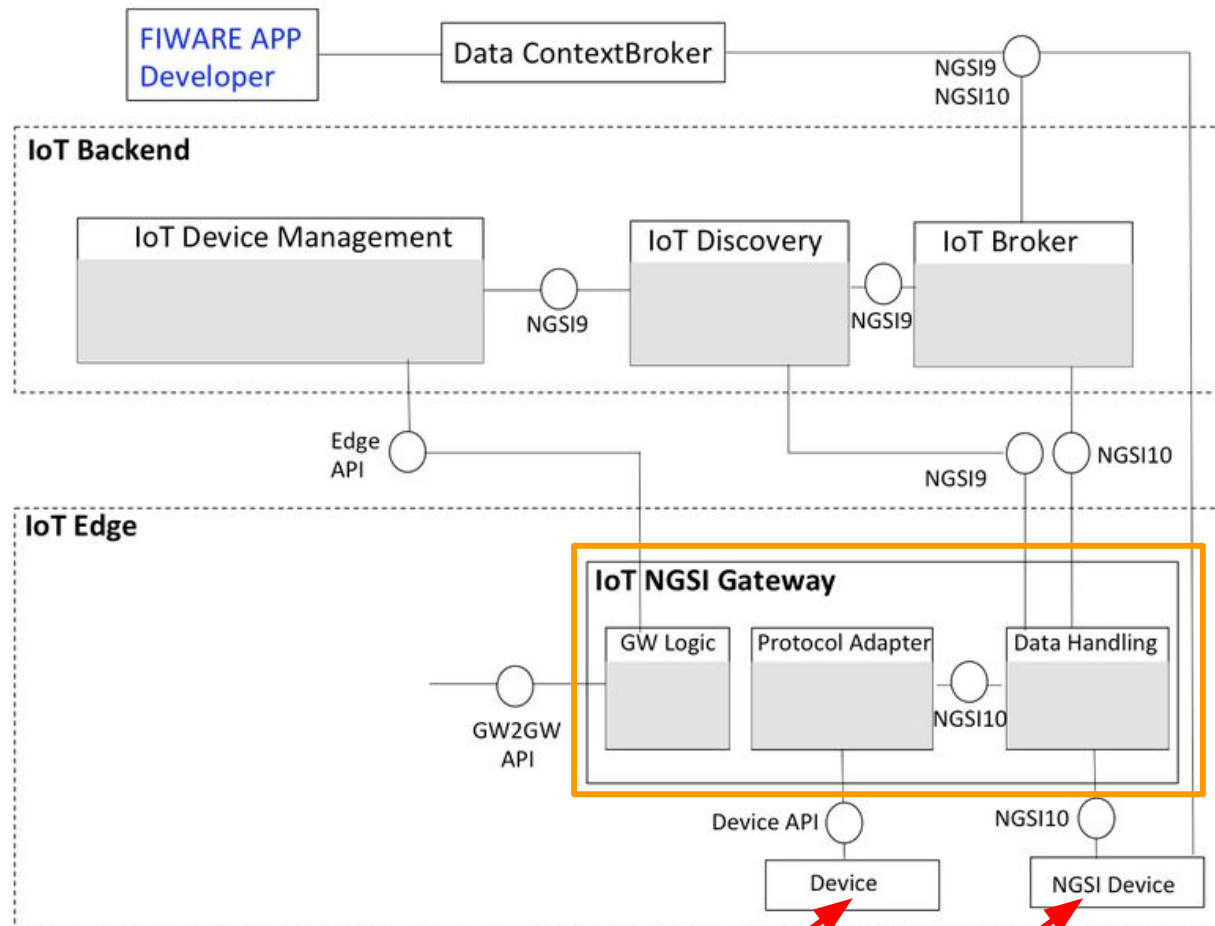 FIWARE APP
Developer
Data ContextBroker
NGSI9
NGSI10
IoT Backend
IoT Device Management
IoT Discovery
IoT Broker
NGSI9
NGSI9
Edge
API
NGSI9
NGSI10
IoT Edge
IoT NGSI Gateway
GW Logic
Protocol Adapter
Data Handling
GW2GW
API
NGSI10
Device API
NGSI10
Device
NGSI Device